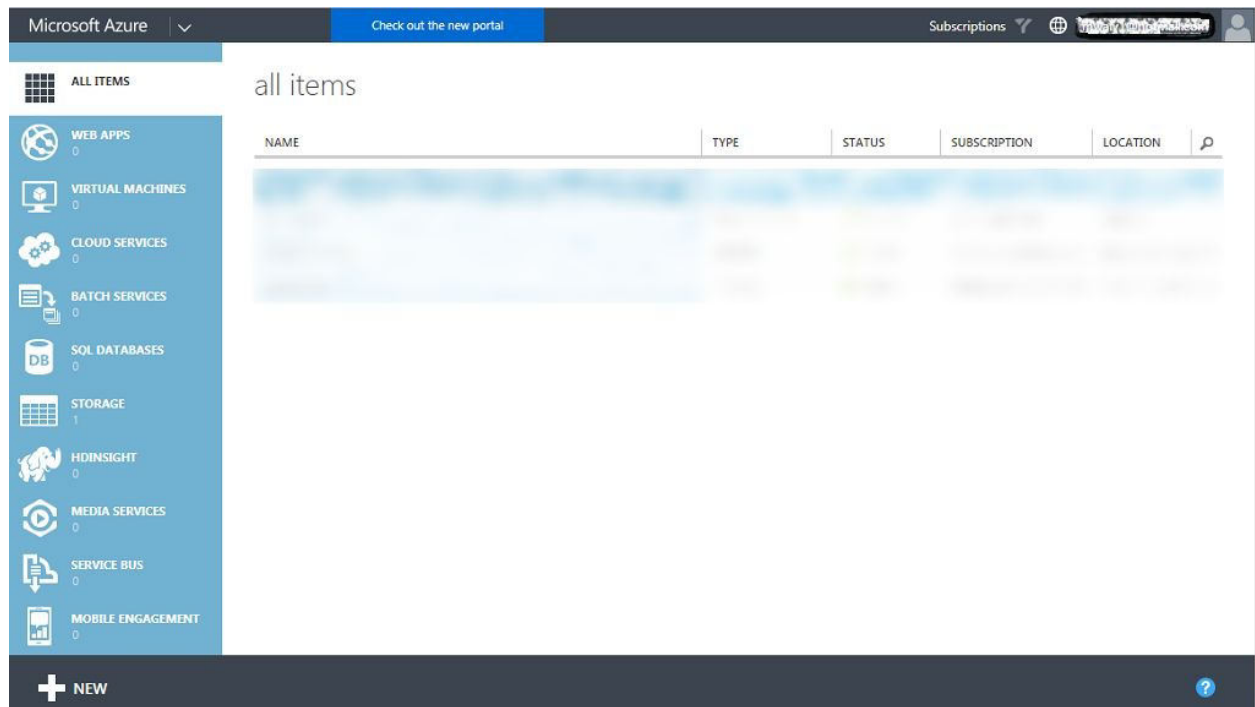 Microsoft Azure
Check out the new portal
Subscriptions
ALL ITEMS
all items
NAME TYPE STATUS SUBSCRIPTION LOCATION
WEB APPS
0
VIRTUAL MACHINES
0
CLOUD SERVICES
0
BATCH SERVICES
0
SQL DATABASES
0
DB
STORAGE
1
HDINSIGHT
0
MEDIA SERVICES
0
SERVICE BUS
0
MOBILE ENGAGEMENT
0
NEW
?